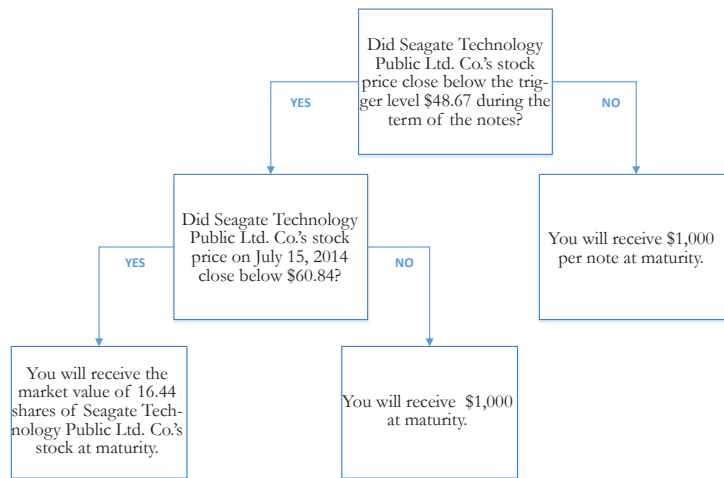 Did Seagate Technology
Public Ltd. Co.'s stock
price close below the trig-
ger level $48.67 during the
term of the notes?
YES
NO
Did Seagate Technology
Public Ltd. Co.'s stock
price on July 15, 2014
close below $60.84?
You will receive $1,000
per note at maturity.
YES
NO
You will receive the
market value of 16.44
shares of Seagate Tech-
nology Public Ltd. Co.'s
stock at maturity.
You will receive $1,000
at maturity.